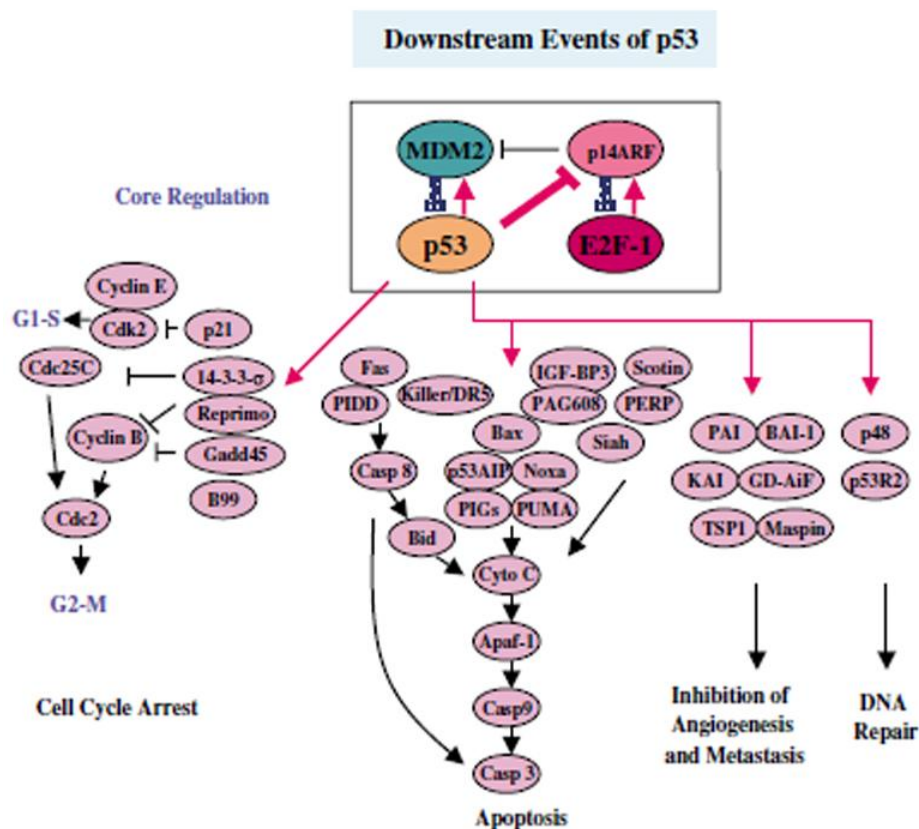 Downstream Events of p53
MDM2
p14ARF
Core Regulation
p53
E2F-1
Cyclin E
G1-S
Cdk2
p21
Cdc25C
14-3-3-σ
Reprimo
Cyclin B
Gadd45
B99
Cdc2
G2-M
Cell Cycle Arrest
Fas
PIDD
Killer/DR5
IGF-BP3
Scotin
PAG608
PERP
Bax
Siah
Casp 8
p53AIP
Noxa
PIGs
PUMA
Bid
Cyto C
Apaf-1
Casp9
Casp 3
Apoptosis
PAI
BAI-1
KAI
GD-AiF
TSP1
Maspin
Inhibition of
Angiogenesis
and Metastasis
p48
p53R2
DNA
Repair